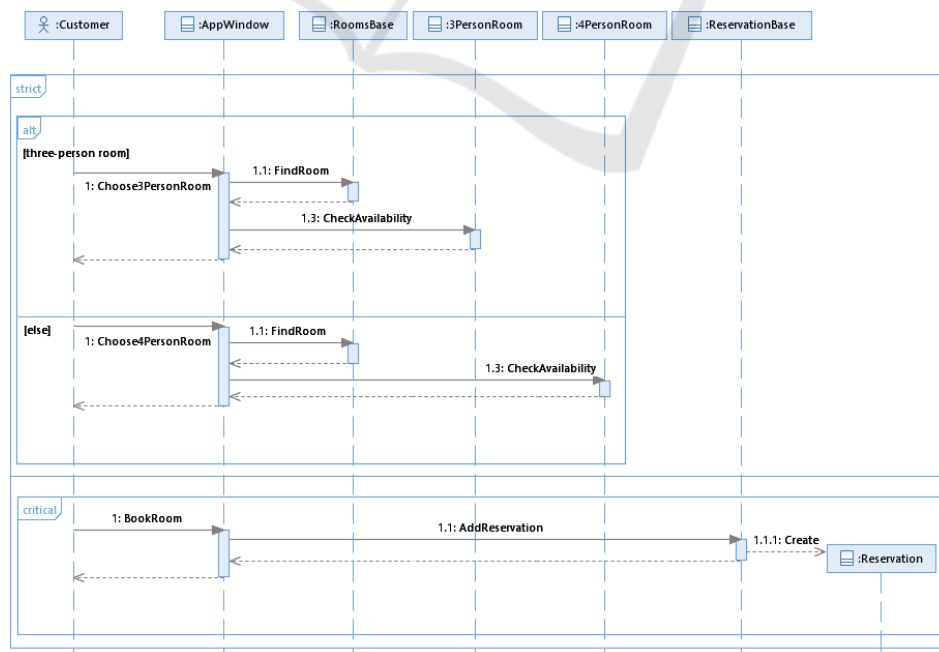 :Customer
:AppWindow
:RoomsBase
:3PersonRoom
:4PersonRoom
:ReservationBase
strict
alt
[three-person room]
1.1: FindRoom
1: Choose3PersonRoom
1.3: CheckAvailability
[else]
1.1: FindRoom
1: Choose4PersonRoom
1.3: CheckAvailability
critical
1: BookRoom
1.1: AddReservation
1.1.1: Create
:Reservation